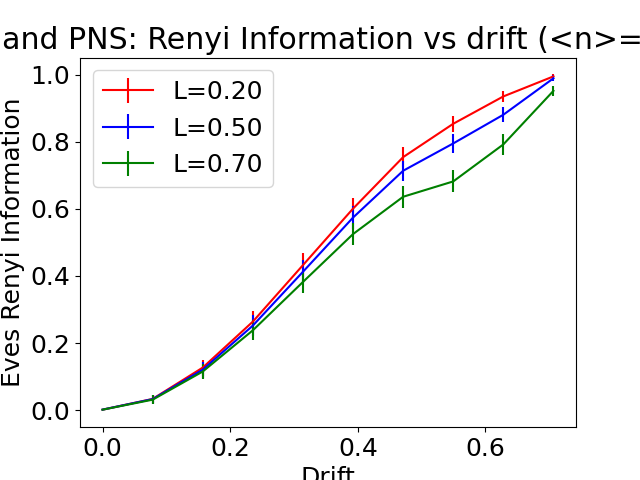 and PNS: Renyi Information vs drift (<n>=
L=0.20
L=0.50
L=0.70
Eves Renyi Information
1.0
0.8
0.6
0.4
0.2
0.0
0.0 0.2 0.4 0.6
Drift